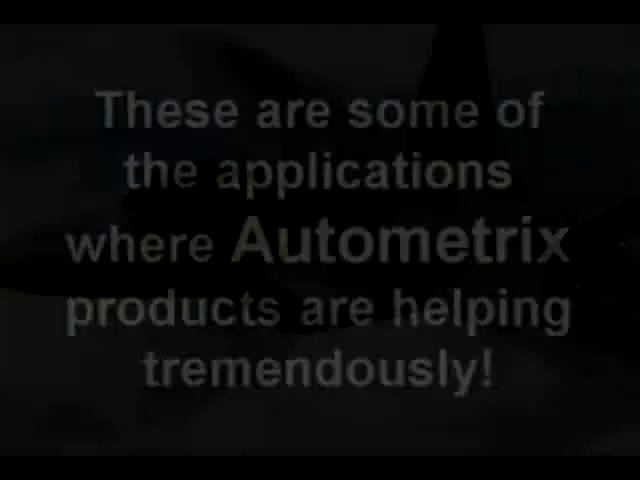 These are some of
the applications
where Autometrix
products are helping
tremendously!